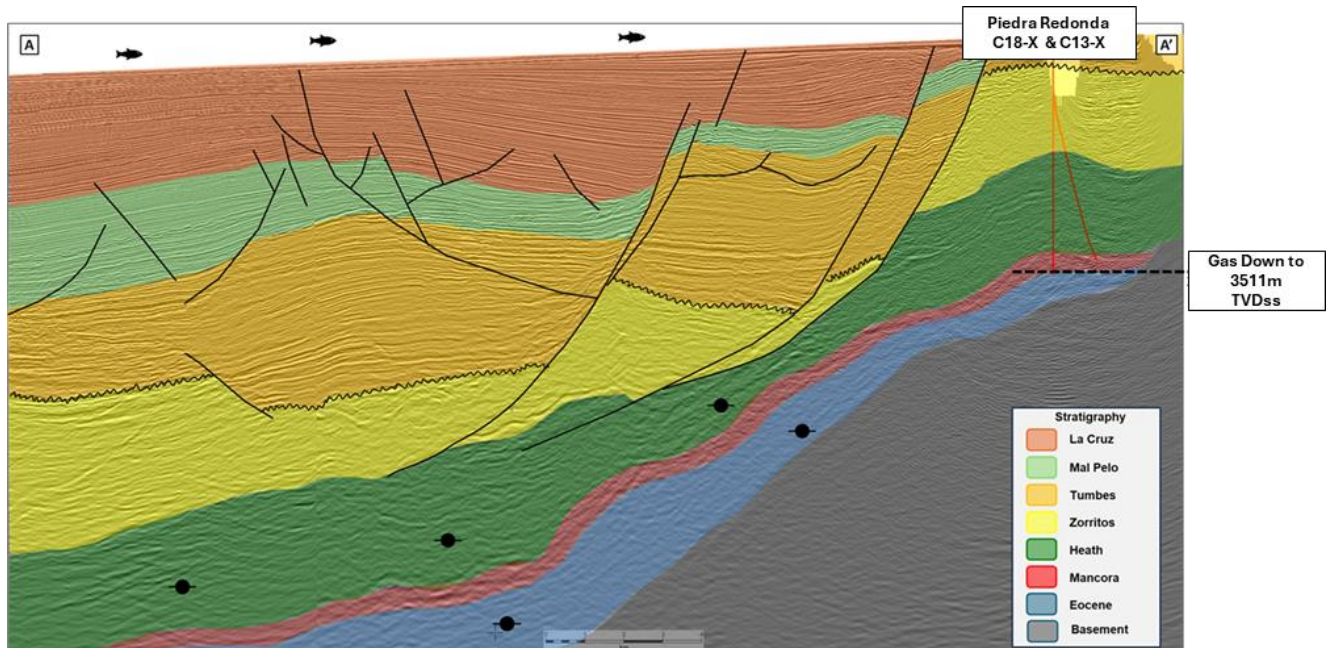 A
Piedra Redonda
C18-X & C13-X
A'
Gas Down to
3511m
TVDss
Stratigraphy
La Cruz
Mal Pelo
Tumbes
Zorritos
Heath
Mancora
Eocene
Basement